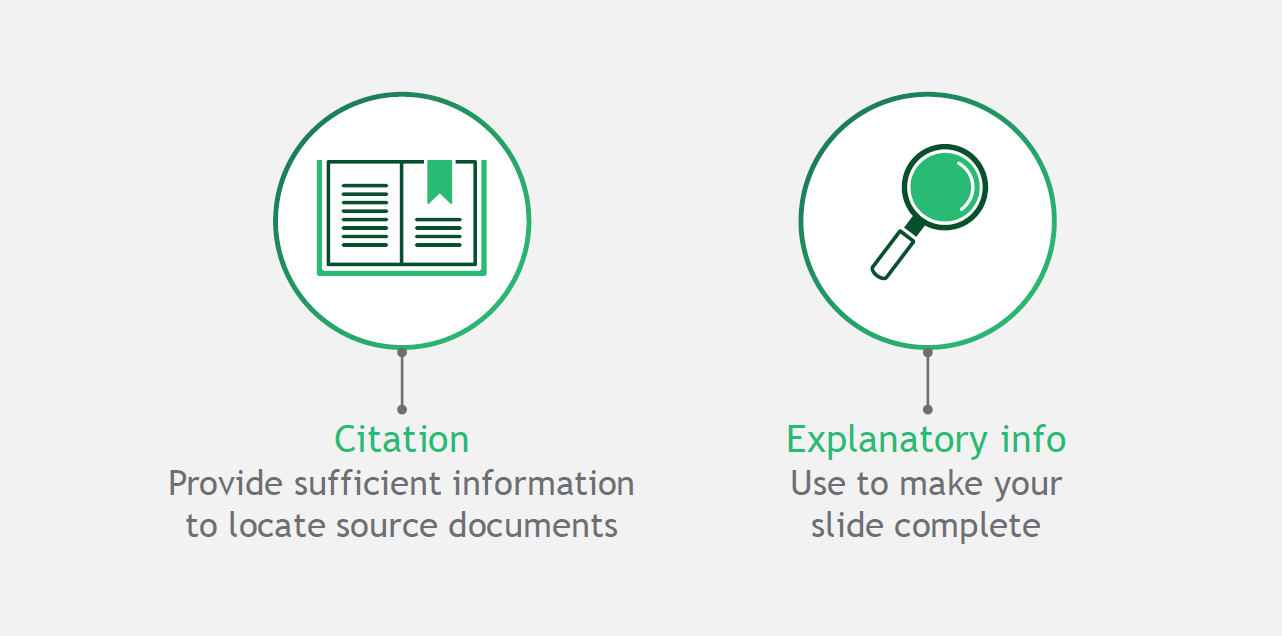 Citation
Provide sufficient information
to locate source documents
Explanatory info
Use to make your
slide complete